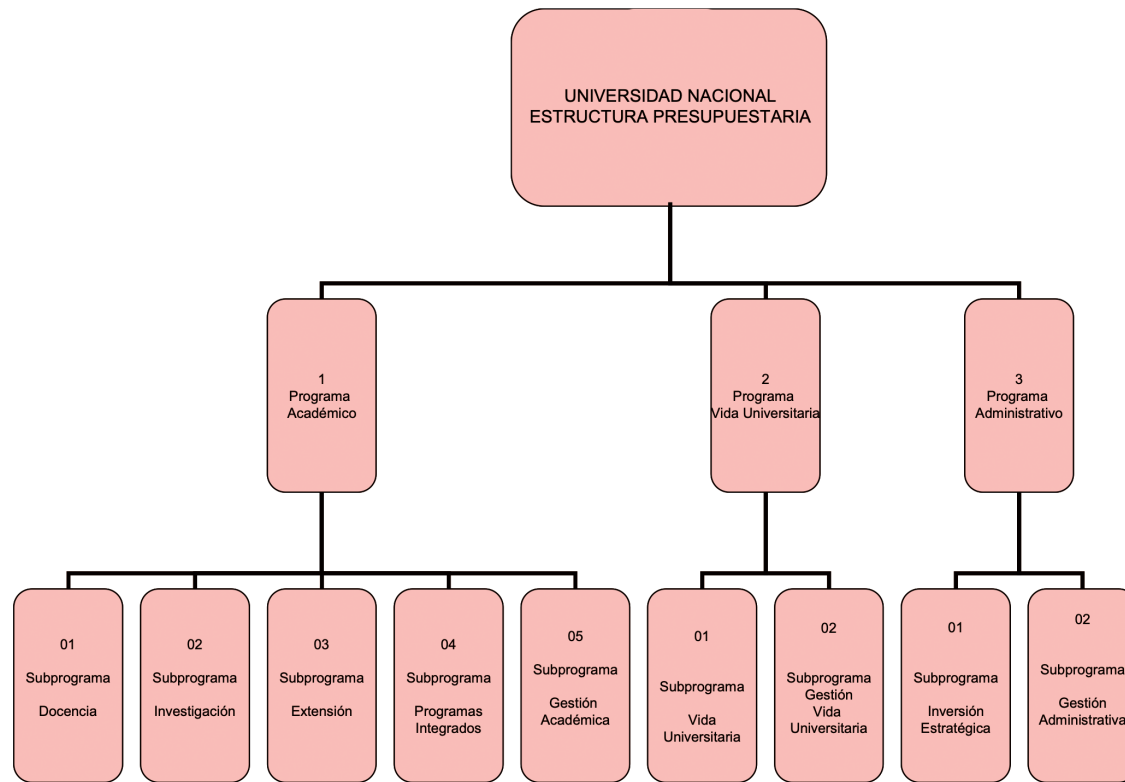 UNIVERSIDAD NACIONAL
ESTRUCTURA PRESUPUESTARIA
1
Programa
Académico
2
Programa
Vida Universitaria
3
Programa
Administrativo
01
Subprograma
Docencia
02
Subprograma
Investigación
03
Subprograma
Extensión
04
Subprograma
Programas
Integrados
05
Subprograma
Gestión
Académica
01
Subprograma
Vida
Universitaria
02
Subprograma
Gestión
Vida
Universitaria
01
Subprograma
Inversión
Estratégica
02
Subprograma
Gestión
Administrativa